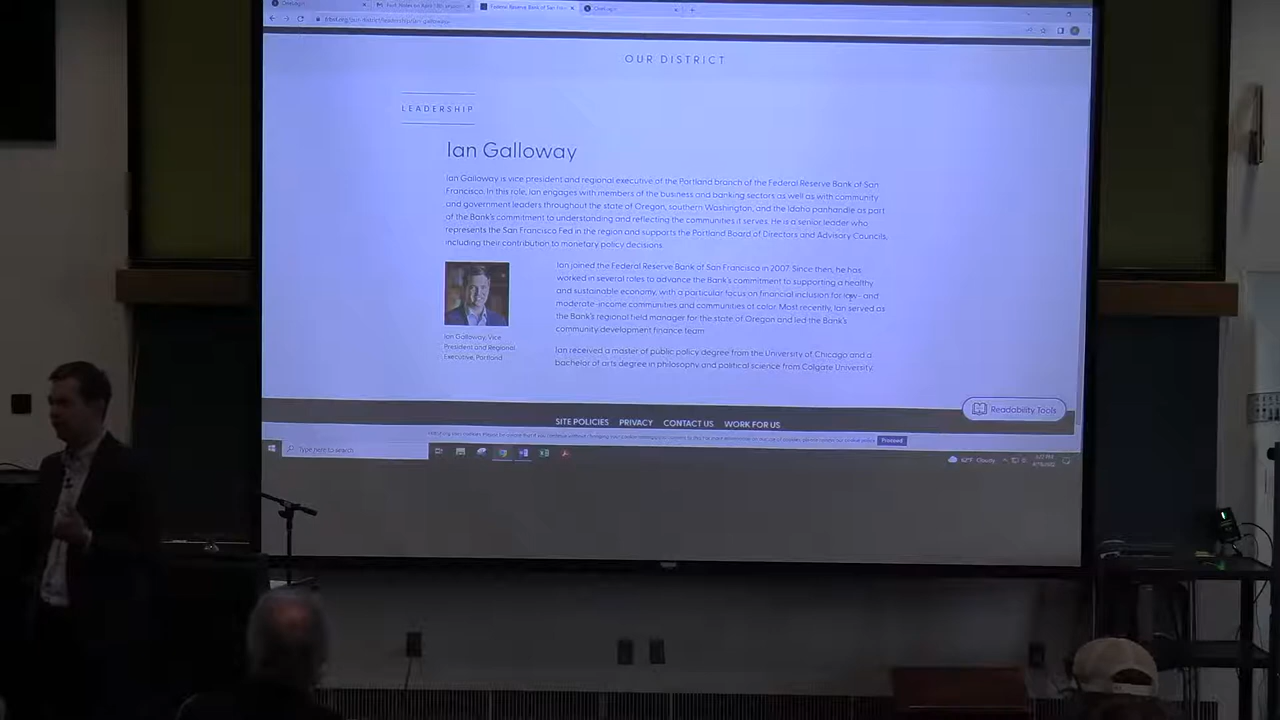 Federal Reserve Bank of San
OUR DISTRICT
LEADERSHIP
Ian Galloway
Ian Galloway is vice president and regional executive of the Portland branch of the Federal Reserve Bank of San
Francisco. In this role, Ian engages with members of the business and banking sectors as well as with community
and government leaders throughout the state of Oregon, southern Washington, and the Idaho panhandle as part
of the Bank's commitment to understanding and reflecting the communities it serves. He is a senior leader who
represents the San Francisco Fed in the region and supports the Portland Board of Directors and Advisory Councils,
including their contribution to monetary policy decisions.
Ian joined the Federal Reserve Bank of San Francisco in 2007. Since then, he has
worked in several roles to advance the Bank's commitment to supporting a healthy
and sustainable economy, with a particular focus on financial inclusion for low- and
moderate-income communities and communities of color. Most recently, Ian served as
the Bank's regional field manager for the state of Oregon and led the Bank's
community development finance team.
Ian Galloway, Vice
President and Regional
Executive, Portland
Ian received a master of public policy degree from the University of Chicago and a
bachelor of arts degree in philosophy and political science from Colgate University.
Readability Tools
SITE POLICIES PRIVACY CONTACT US WORK FOR US
Proceed
Type here to search
62°F Cloudy